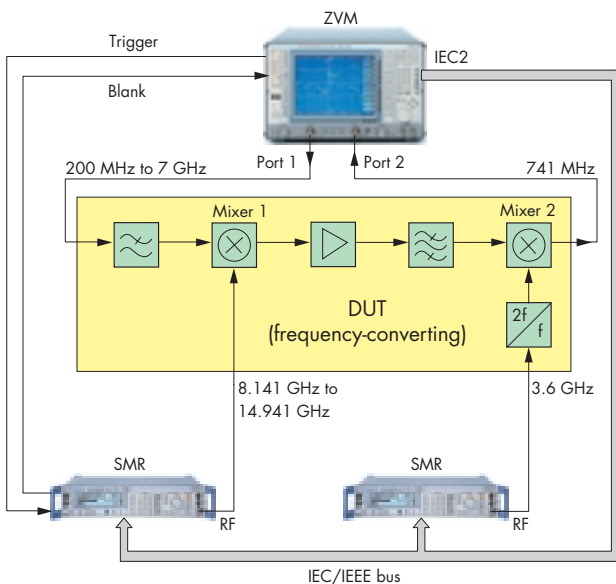 ZVM
Trigger
IEC2
Blank
Port 1
Port 2
200 MHz to 7 GHz
741 MHz
Mixer 1
Mixer 2
DUT
(frequency-converting)
2f
f
8.141 GHz to
14.941 GHz
3.6 GHz
SMR
SMR
RF
RF
IEC/IEEE bus